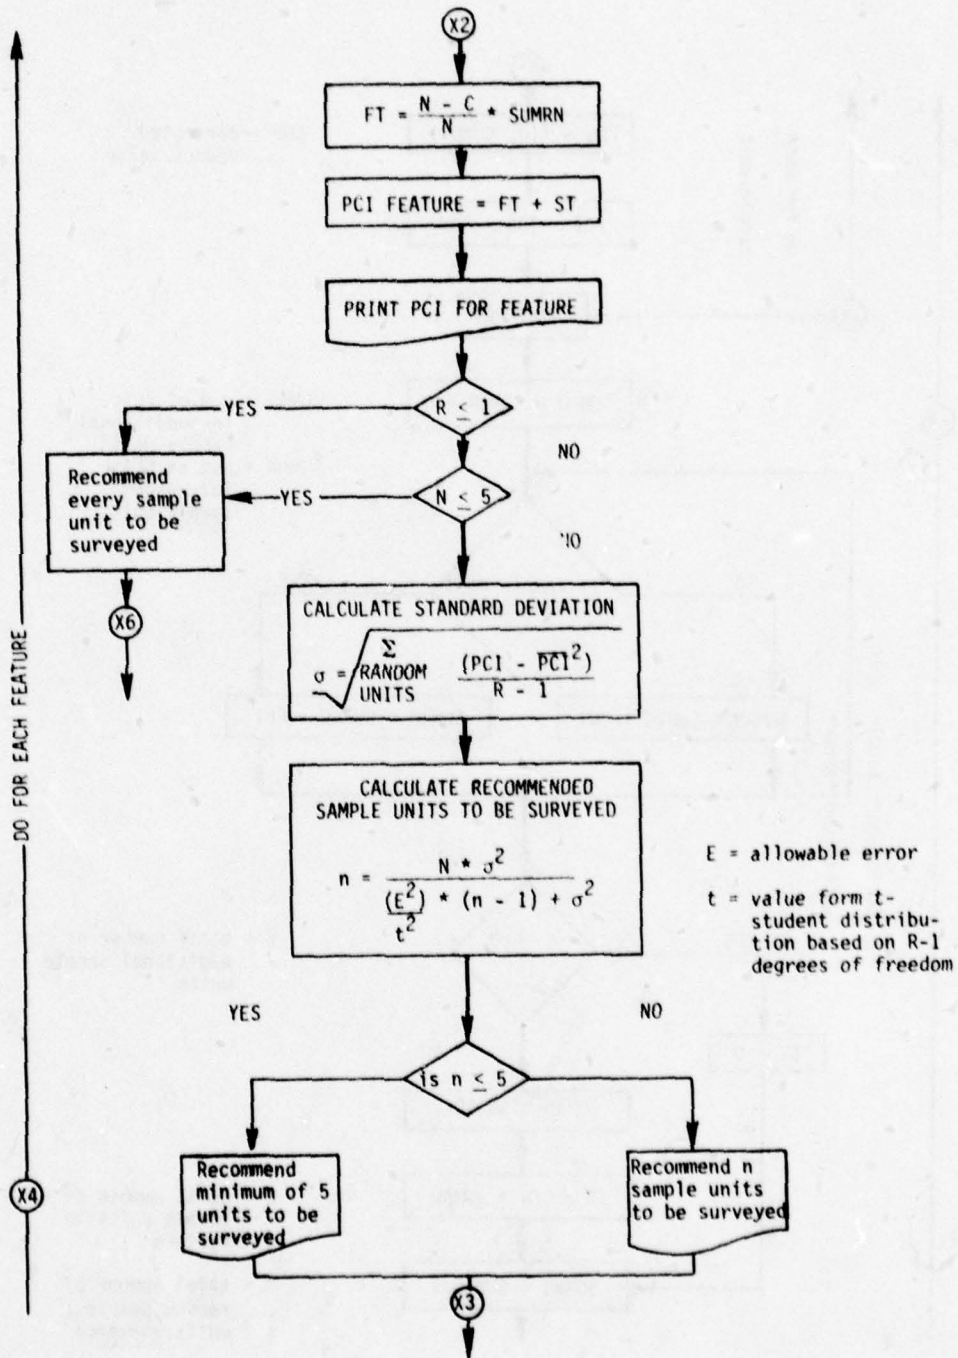 X2
FT = N - C / N * SUMRN
PCI FEATURE = FT + ST
PRINT PCI FOR FEATURE
R ≤ 1
YES
NO
Recommend
every sample
unit to be
surveyed
N ≤ 5
YES
X6
CALCULATE STANDARD DEVIATION
σ = √ Σ RANDOM UNITS (PCI - P̅C̅I̅²) / R - 1
CALCULATE RECOMMENDED
SAMPLE UNITS TO BE SURVEYED
n = N * σ² / (E²) / t² * (n - 1) + σ²
E = allowable error
t = value form t-
student distribu-
tion based on R-1
degrees of freedom
YES
NO
is n ≤ 5
Recommend
minimum of 5
units to be
surveyed
Recommend n
sample units
to be surveyed
X3
DO FOR EACH FEATURE
X4